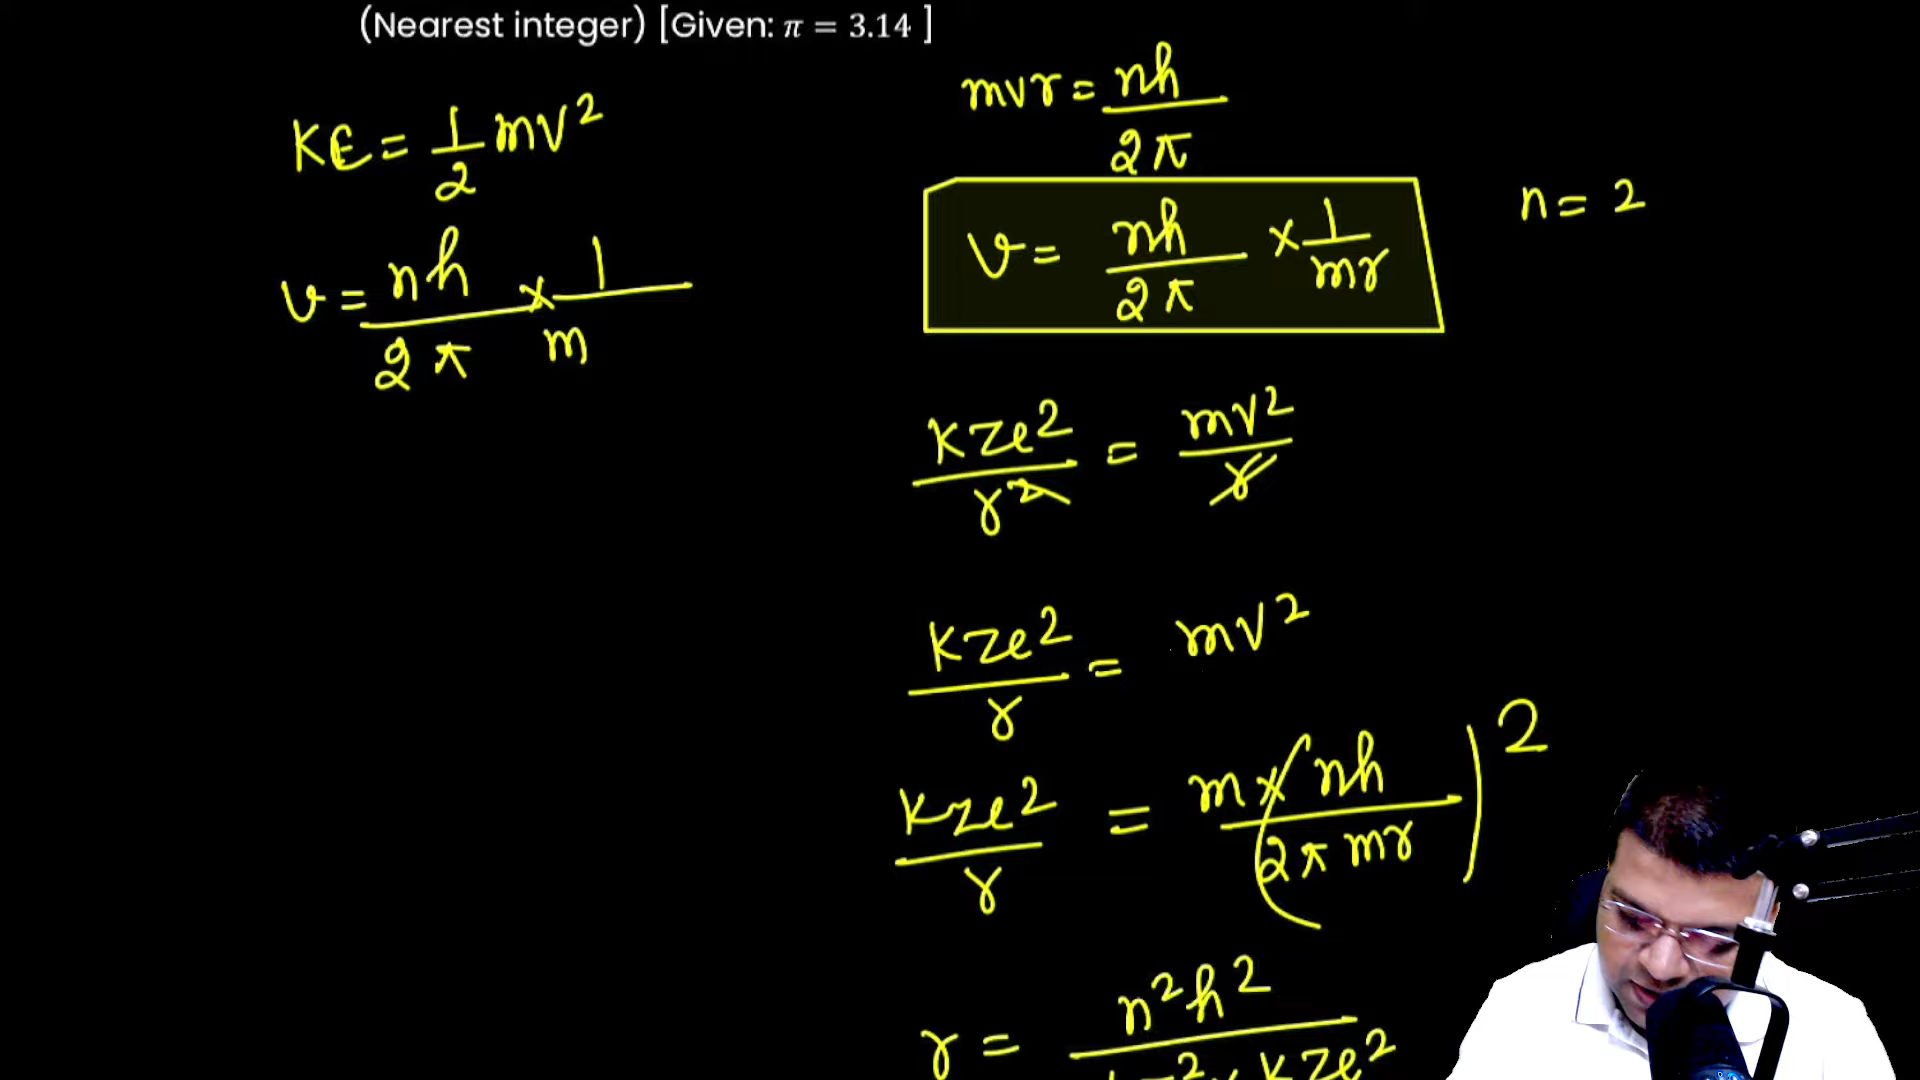 (Nearest integer) [Given: π = 3.14 ]
KE = 1/2 mv²
v = nh/2π × 1/m
mvr = nh/2π
v = nh/2π × 1/mr
n = 2
kze²/r² = mv²/r
kze²/r = mv²
kze²/r = m×(nh/2πmr)²
r = n²h²/
kze²